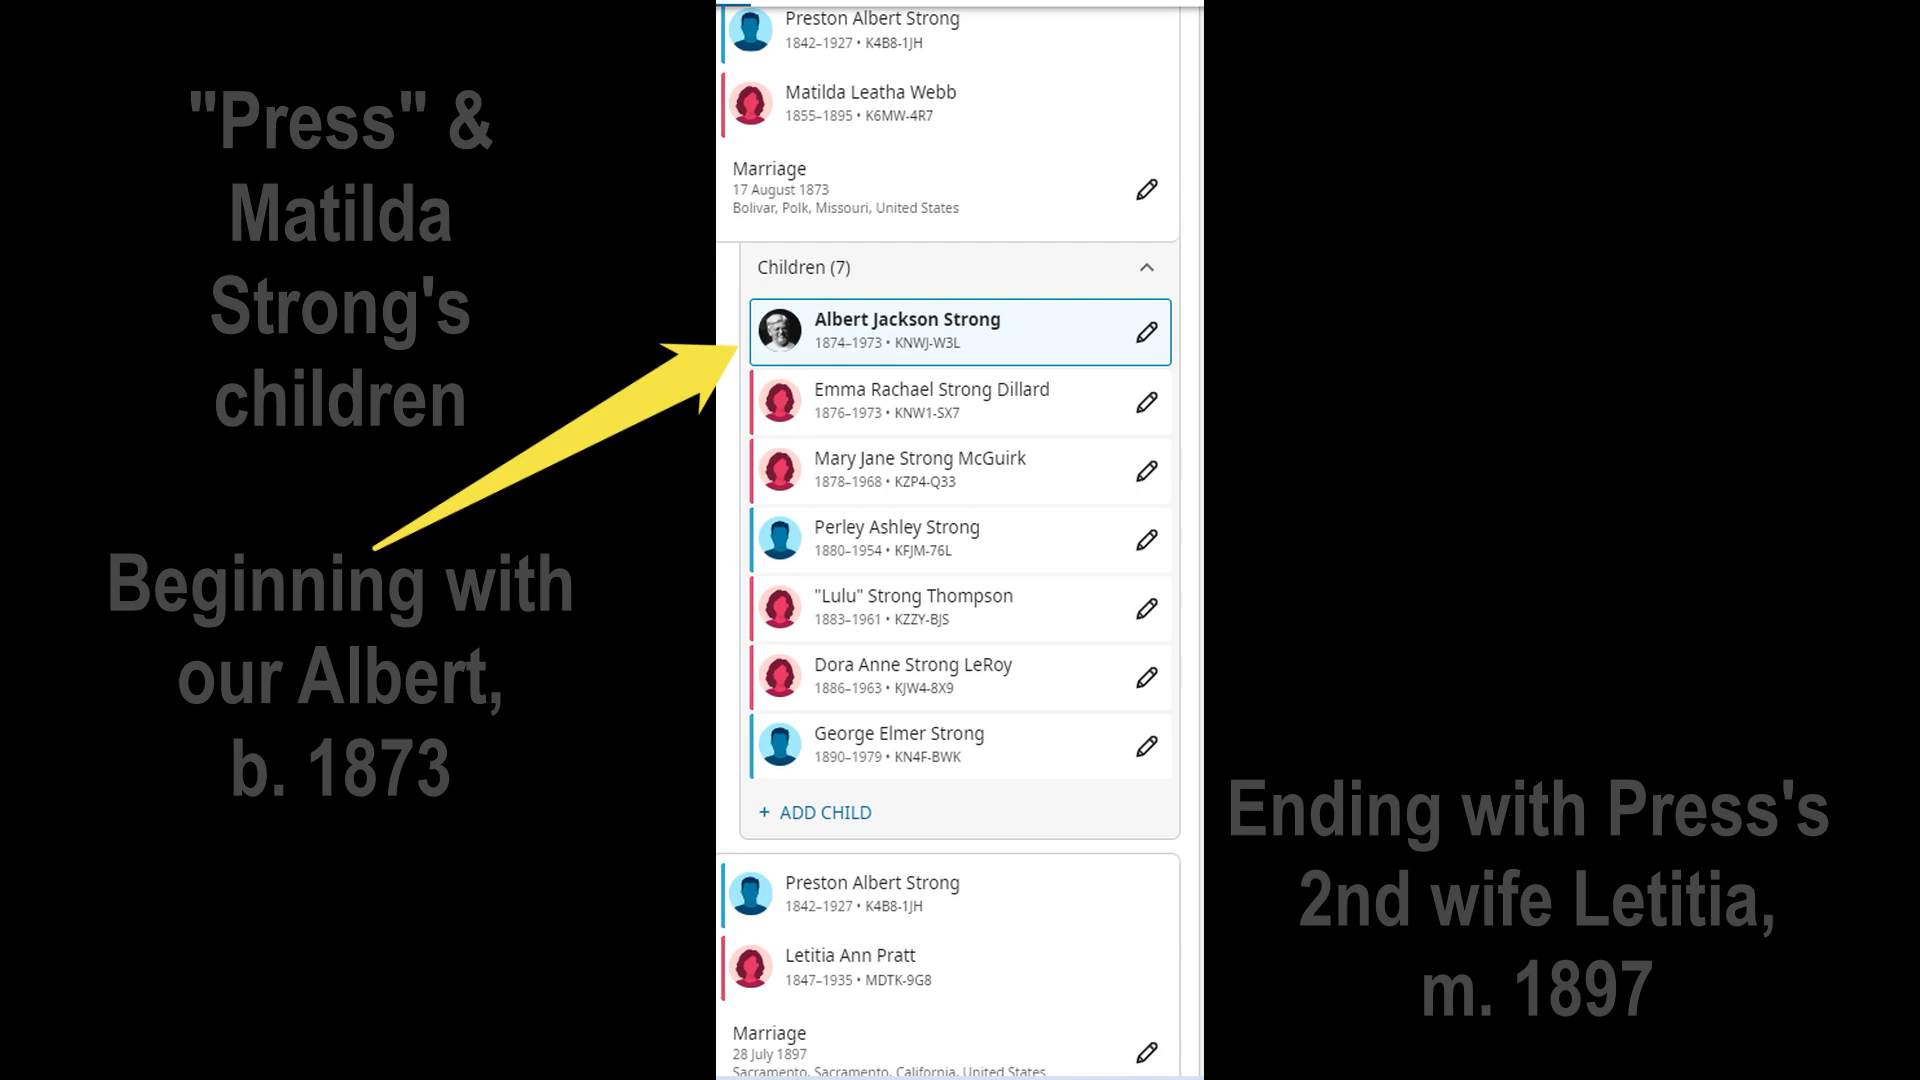 "Press" &
Matilda
Strong's
children
Beginning with
our Albert,
b. 1873
Preston Albert Strong
1842–1927 • K4B8-1JH
Matilda Leatha Webb
1855–1895 • K6MW-4R7
Marriage
17 August 1873
Bolivar, Polk, Missouri, United States
Children (7)
Albert Jackson Strong
1874–1973 • KNWJ-W3L
Emma Rachael Strong Dillard
1876–1973 • KNW1-SX7
Mary Jane Strong McGuirk
1878–1968 • KZP4-Q33
Perley Ashley Strong
1880–1954 • KFJM-76L
"Lulu" Strong Thompson
1883–1961 • KZZY-BJS
Dora Anne Strong LeRoy
1886–1963 • KJW4-8X9
George Elmer Strong
1890–1979 • KN4F-BWK
+ ADD CHILD
Preston Albert Strong
1842–1927 • K4B8-1JH
Letitia Ann Pratt
1847–1935 • MDTK-9G8
Marriage
28 July 1897
Sacramento, Sacramento, California, United States
Ending with Press's
2nd wife Letitia,
m. 1897